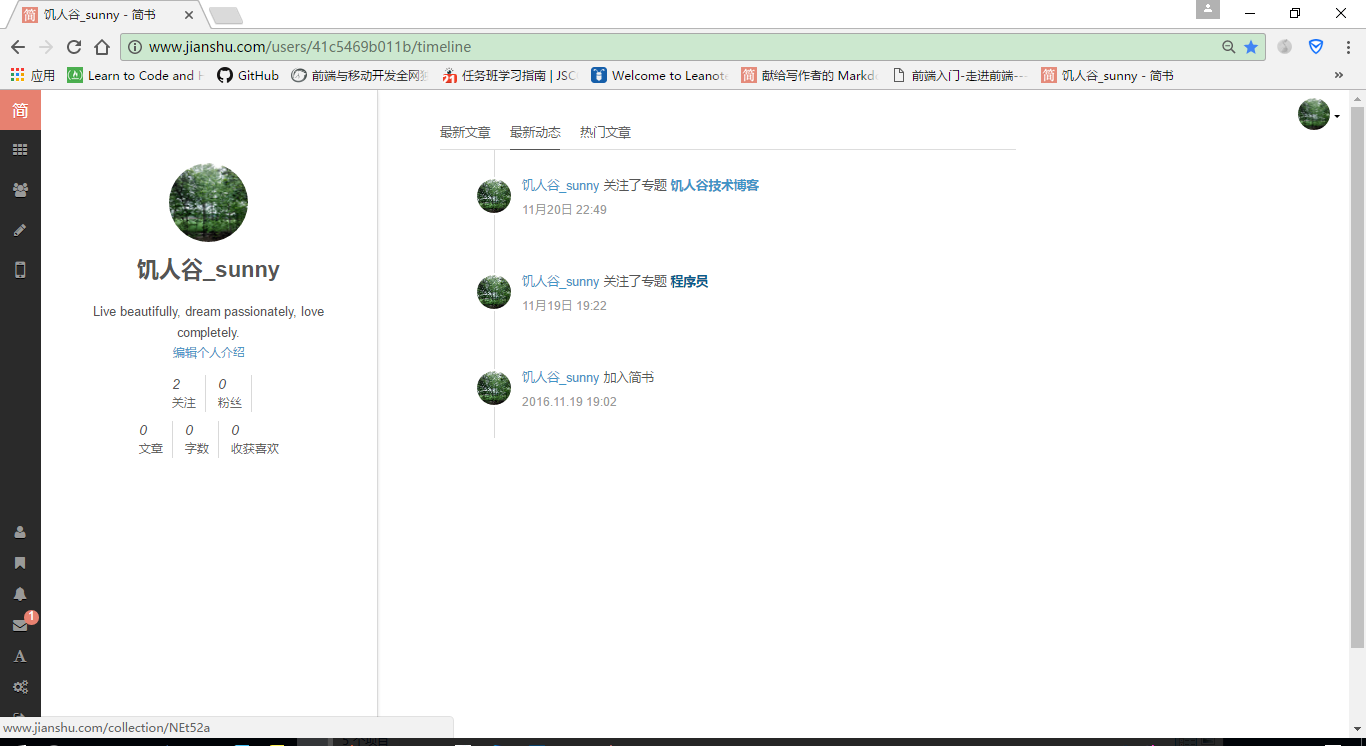 饥人谷_sunny - 简书
www.jianshu.com/users/41c5469b011b/timeline
应用 Learn to Code and H GitHub 前端与移动开发全网 任务班学习指南 | JSC Welcome to Leanote 献给写作者的 Markd 前端入门-走进前端--- 饥人谷_sunny - 简书 »
简
最新文章 最新动态 热门文章
饥人谷_sunny 关注了专题 饥人谷技术博客
11月20日 22:49
饥人谷_sunny 关注了专题 程序员
11月19日 19:22
饥人谷_sunny 加入简书
2016.11.19 19:02
饥人谷_sunny
Live beautifully, dream passionately, love
completely.
编辑个人介绍
2 0
关注 粉丝
0 0 0
文章 字数 收获喜欢
1
A
www.jianshu.com/collection/NEt52a